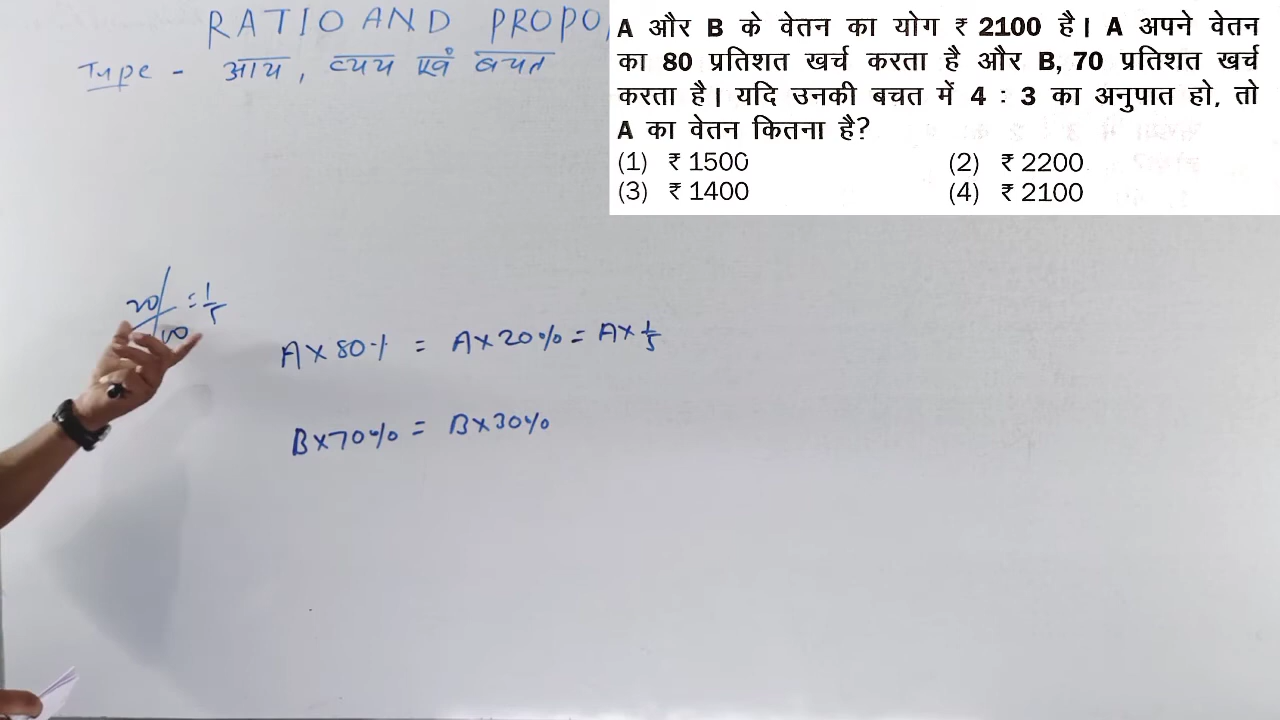 RATIO AND PROPO
Type - आय, व्यय एवं बचत
A और B के वेतन का योग ₹ 2100 है। A अपने वेतन
का 80 प्रतिशत खर्च करता है और B, 70 प्रतिशत खर्च
करता है। यदि उनकी बचत में 4 : 3 का अनुपात हो, तो
A का वेतन कितना है?
(1) ₹ 1500 (2) ₹ 2200
(3) ₹ 1400 (4) ₹ 2100
20/100 = 1/5
A×80% = A×20% = A×1/5
B×70% = B×30%